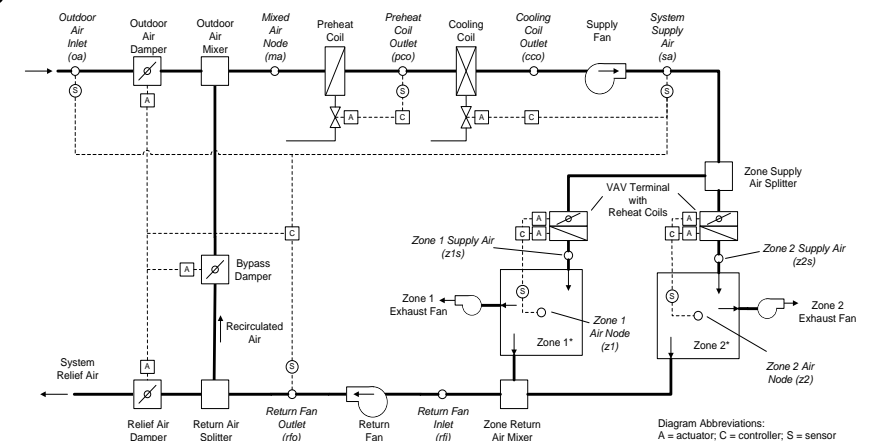 Outdoor
Air
Inlet
(oa)
Outdoor
Air
Damper
Outdoor
Air
Mixer
Mixed
Air
Node
(ma)
Preheat
Coil
Preheat
Coil
Outlet
(pco)
Cooling
Coil
Cooling
Coil
Outlet
(cco)
Supply
Fan
System
Supply
Air
(sa)
S
A
A
C
S
A
C
S
Zone Supply
Air Splitter
VAV Terminal
with
Reheat Coils
A
C
A
A
C
A
C
Zone 1 Supply Air
(z1s)
Zone 2 Supply Air
(z2s)
A
Bypass
Damper
Zone 1
Exhaust Fan
S
Zone 1
Air Node
(z1)
Zone 1*
S
Zone 2
Exhaust Fan
Zone 2*
Zone 2 Air
Node (z2)
Recirculated
Air
System
Relief Air
A
S
Relief Air
Damper
Return Air
Splitter
Return Fan
Outlet
(rfo)
Return
Fan
Return Fan
Inlet
(rfi)
Zone Return
Air Mixer
Diagram Abbreviations:
A = actuator; C = controller; S = sensor